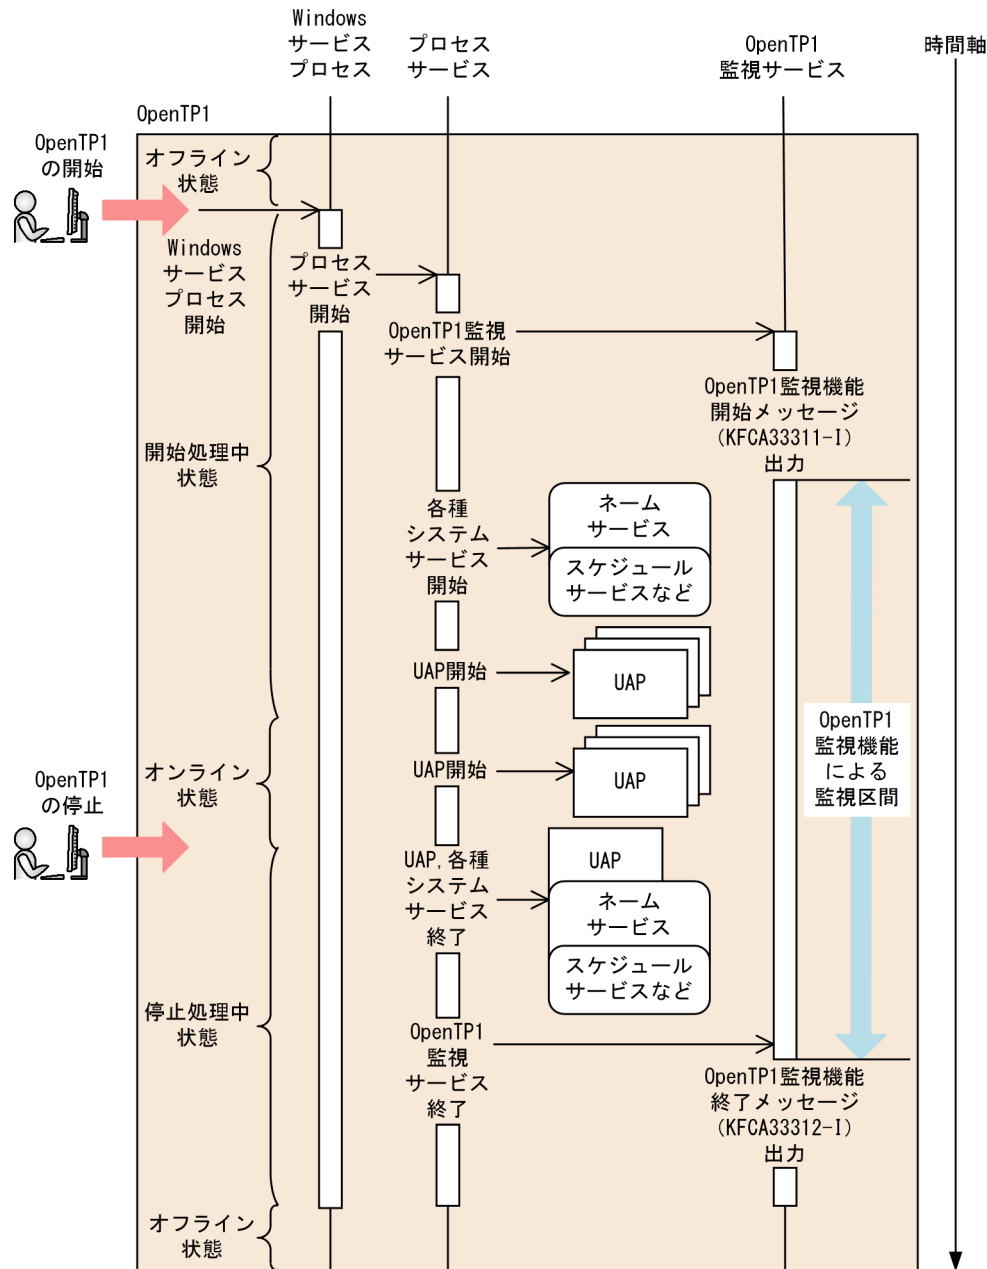 Windows
サービス
プロセス
プロセス
サービス
OpenTP1
監視サービス
時間軸
OpenTP1
OpenTP1
の開始
オフライン
状態
Windows
サービス
プロセス
開始
プロセス
サービス
開始
OpenTP1監視
サービス開始
OpenTP1監視機能
開始メッセージ
(KFCA33311-I)
出力
開始処理中
状態
各種
システム
サービス
開始
ネーム
サービス
スケジュール
サービスなど
UAP開始
UAP
OpenTP1
監視機能
による
監視区間
オンライン
状態
UAP開始
UAP
OpenTP1
の停止
UAP,各種
システム
サービス
終了
UAP
ネーム
サービス
スケジュール
サービスなど
停止処理中
状態
OpenTP1
監視
サービス
終了
OpenTP1監視機能
終了メッセージ
(KFCA33312-I)
出力
オフライン
状態